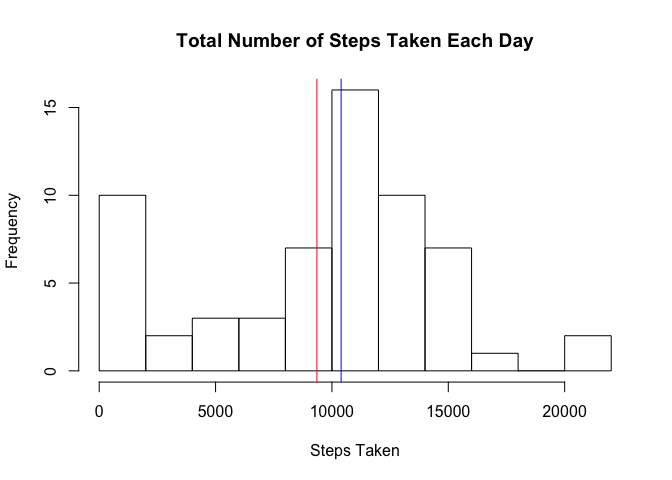 Total Number of Steps Taken Each Day
15
10
5
0
Frequency
0 5000 10000 15000 20000
Steps Taken